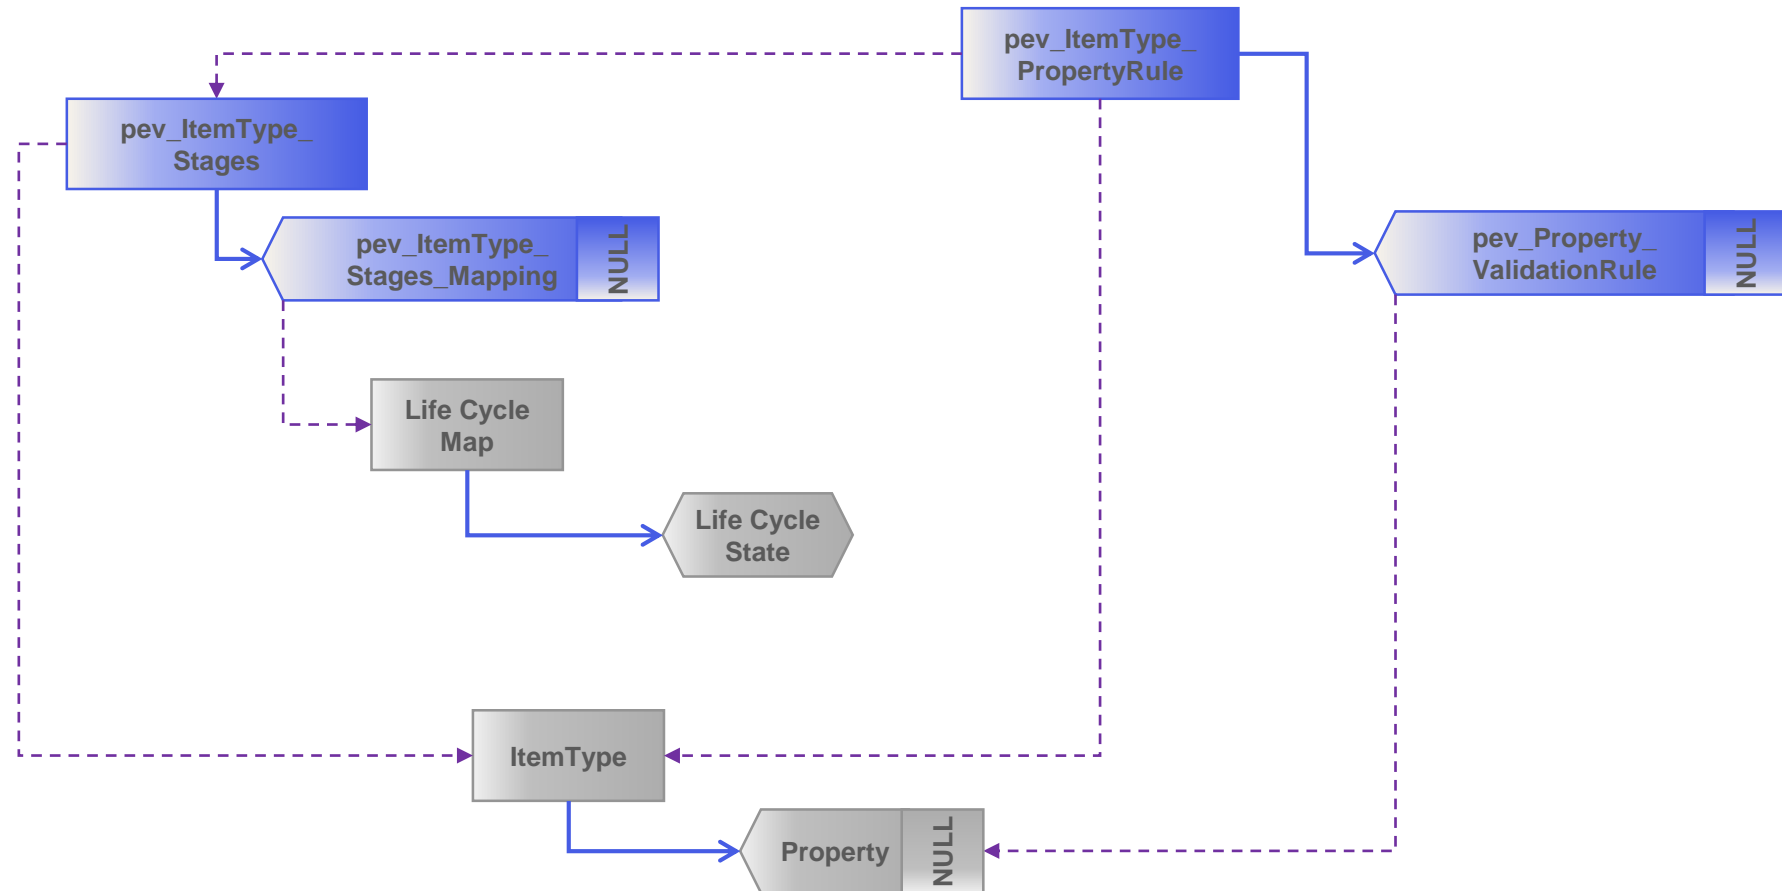 pev_ItemType_
PropertyRule
pev_ItemType_
Stages
pev_ItemType_
Stages_Mapping
NULL
pev_Property_
ValidationRule
NULL
Life Cycle
Map
Life Cycle
State
ItemType
Property
NULL